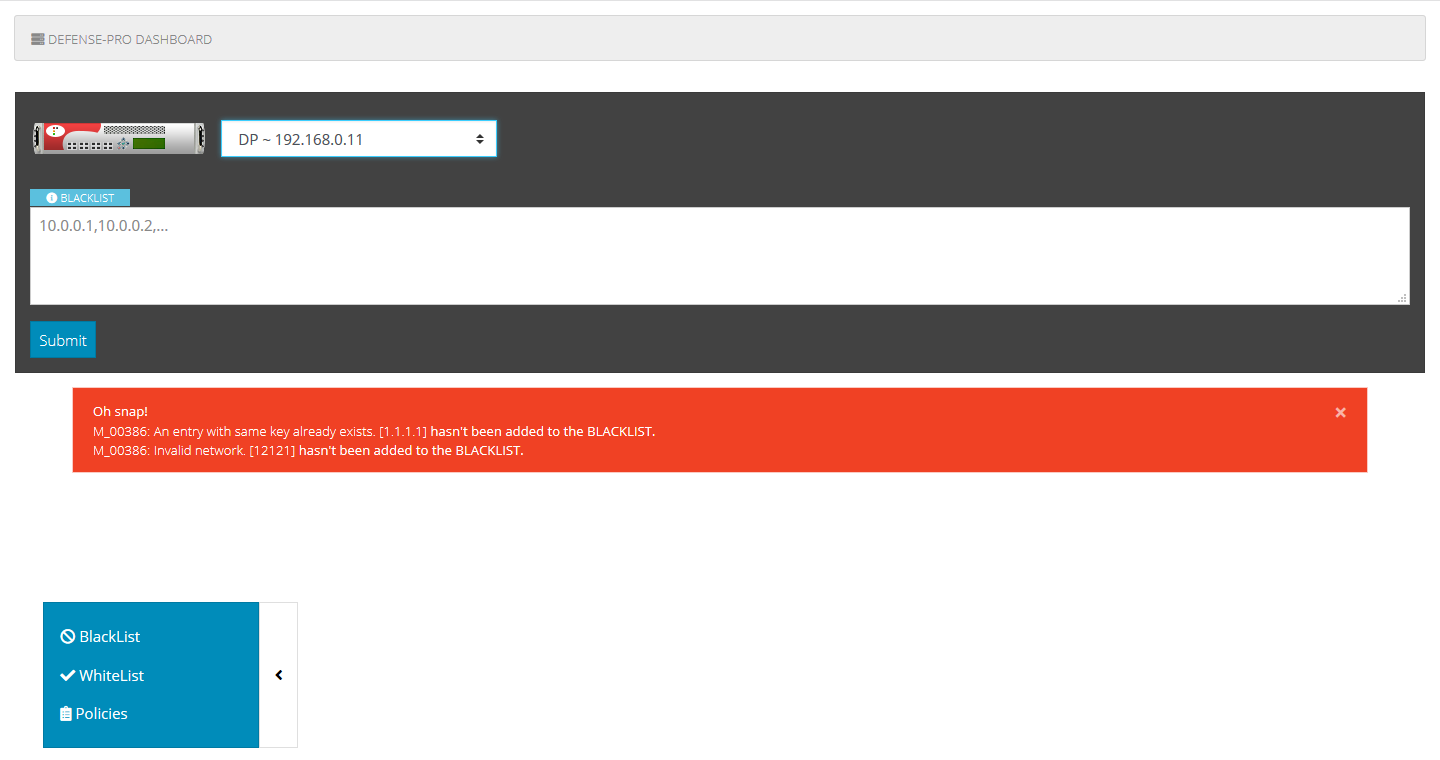 DEFENSE-PRO DASHBOARD
DP ~ 192.168.0.11
BLACKLIST
10.0.0.1,10.0.0.2,...
Submit
Oh snap!
M_00386: An entry with same key already exists. [1.1.1.1] hasn't been added to the BLACKLIST.
M_00386: Invalid network. [12121] hasn't been added to the BLACKLIST.
BlackList
WhiteList
Policies